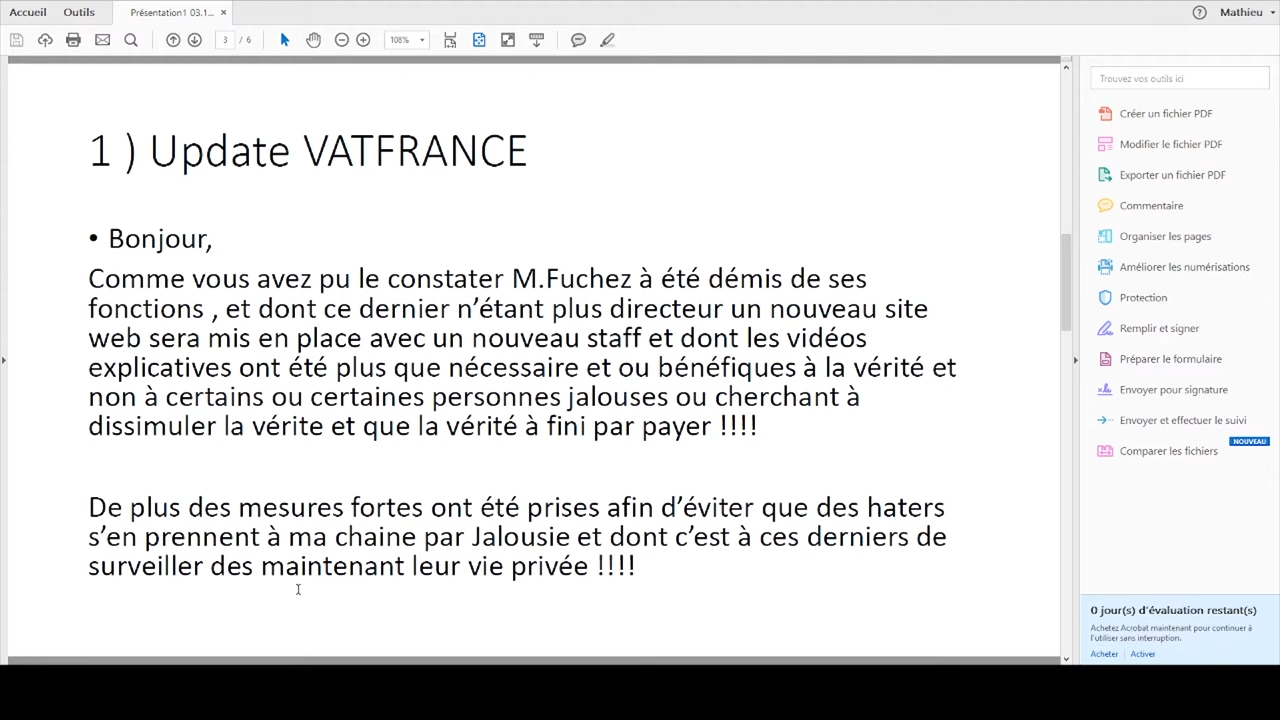 Accueil Outils Présentation1 03.1... × Mathieu
3 / 6 108%
1 ) Update VATFRANCE
• Bonjour,
Comme vous avez pu le constater M.Fuchez à été démis de ses
fonctions , et dont ce dernier n’étant plus directeur un nouveau site
web sera mis en place avec un nouveau staff et dont les vidéos
explicatives ont été plus que nécessaire et ou bénéfiques à la vérité et
non à certains ou certaines personnes jalouses ou cherchant à
dissimuler la vérite et que la vérité à fini par payer !!!!
De plus des mesures fortes ont été prises afin d’éviter que des haters
s’en prennent à ma chaine par Jalousie et dont c’est à ces derniers de
surveiller des maintenant leur vie privée !!!!
Trouvez vos outils ici
Créer un fichier PDF
Modifier le fichier PDF
Exporter un fichier PDF
Commentaire
Organiser les pages
Améliorer les numérisations
Protection
Remplir et signer
Préparer le formulaire
Envoyer pour signature
Envoyer et effectuer le suivi
NOUVEAU
Comparer les fichiers
0 jour(s) d’évaluation restant(s)
Achetez Acrobat maintenant pour continuer à
l’utiliser sans interruption.
Acheter Activer